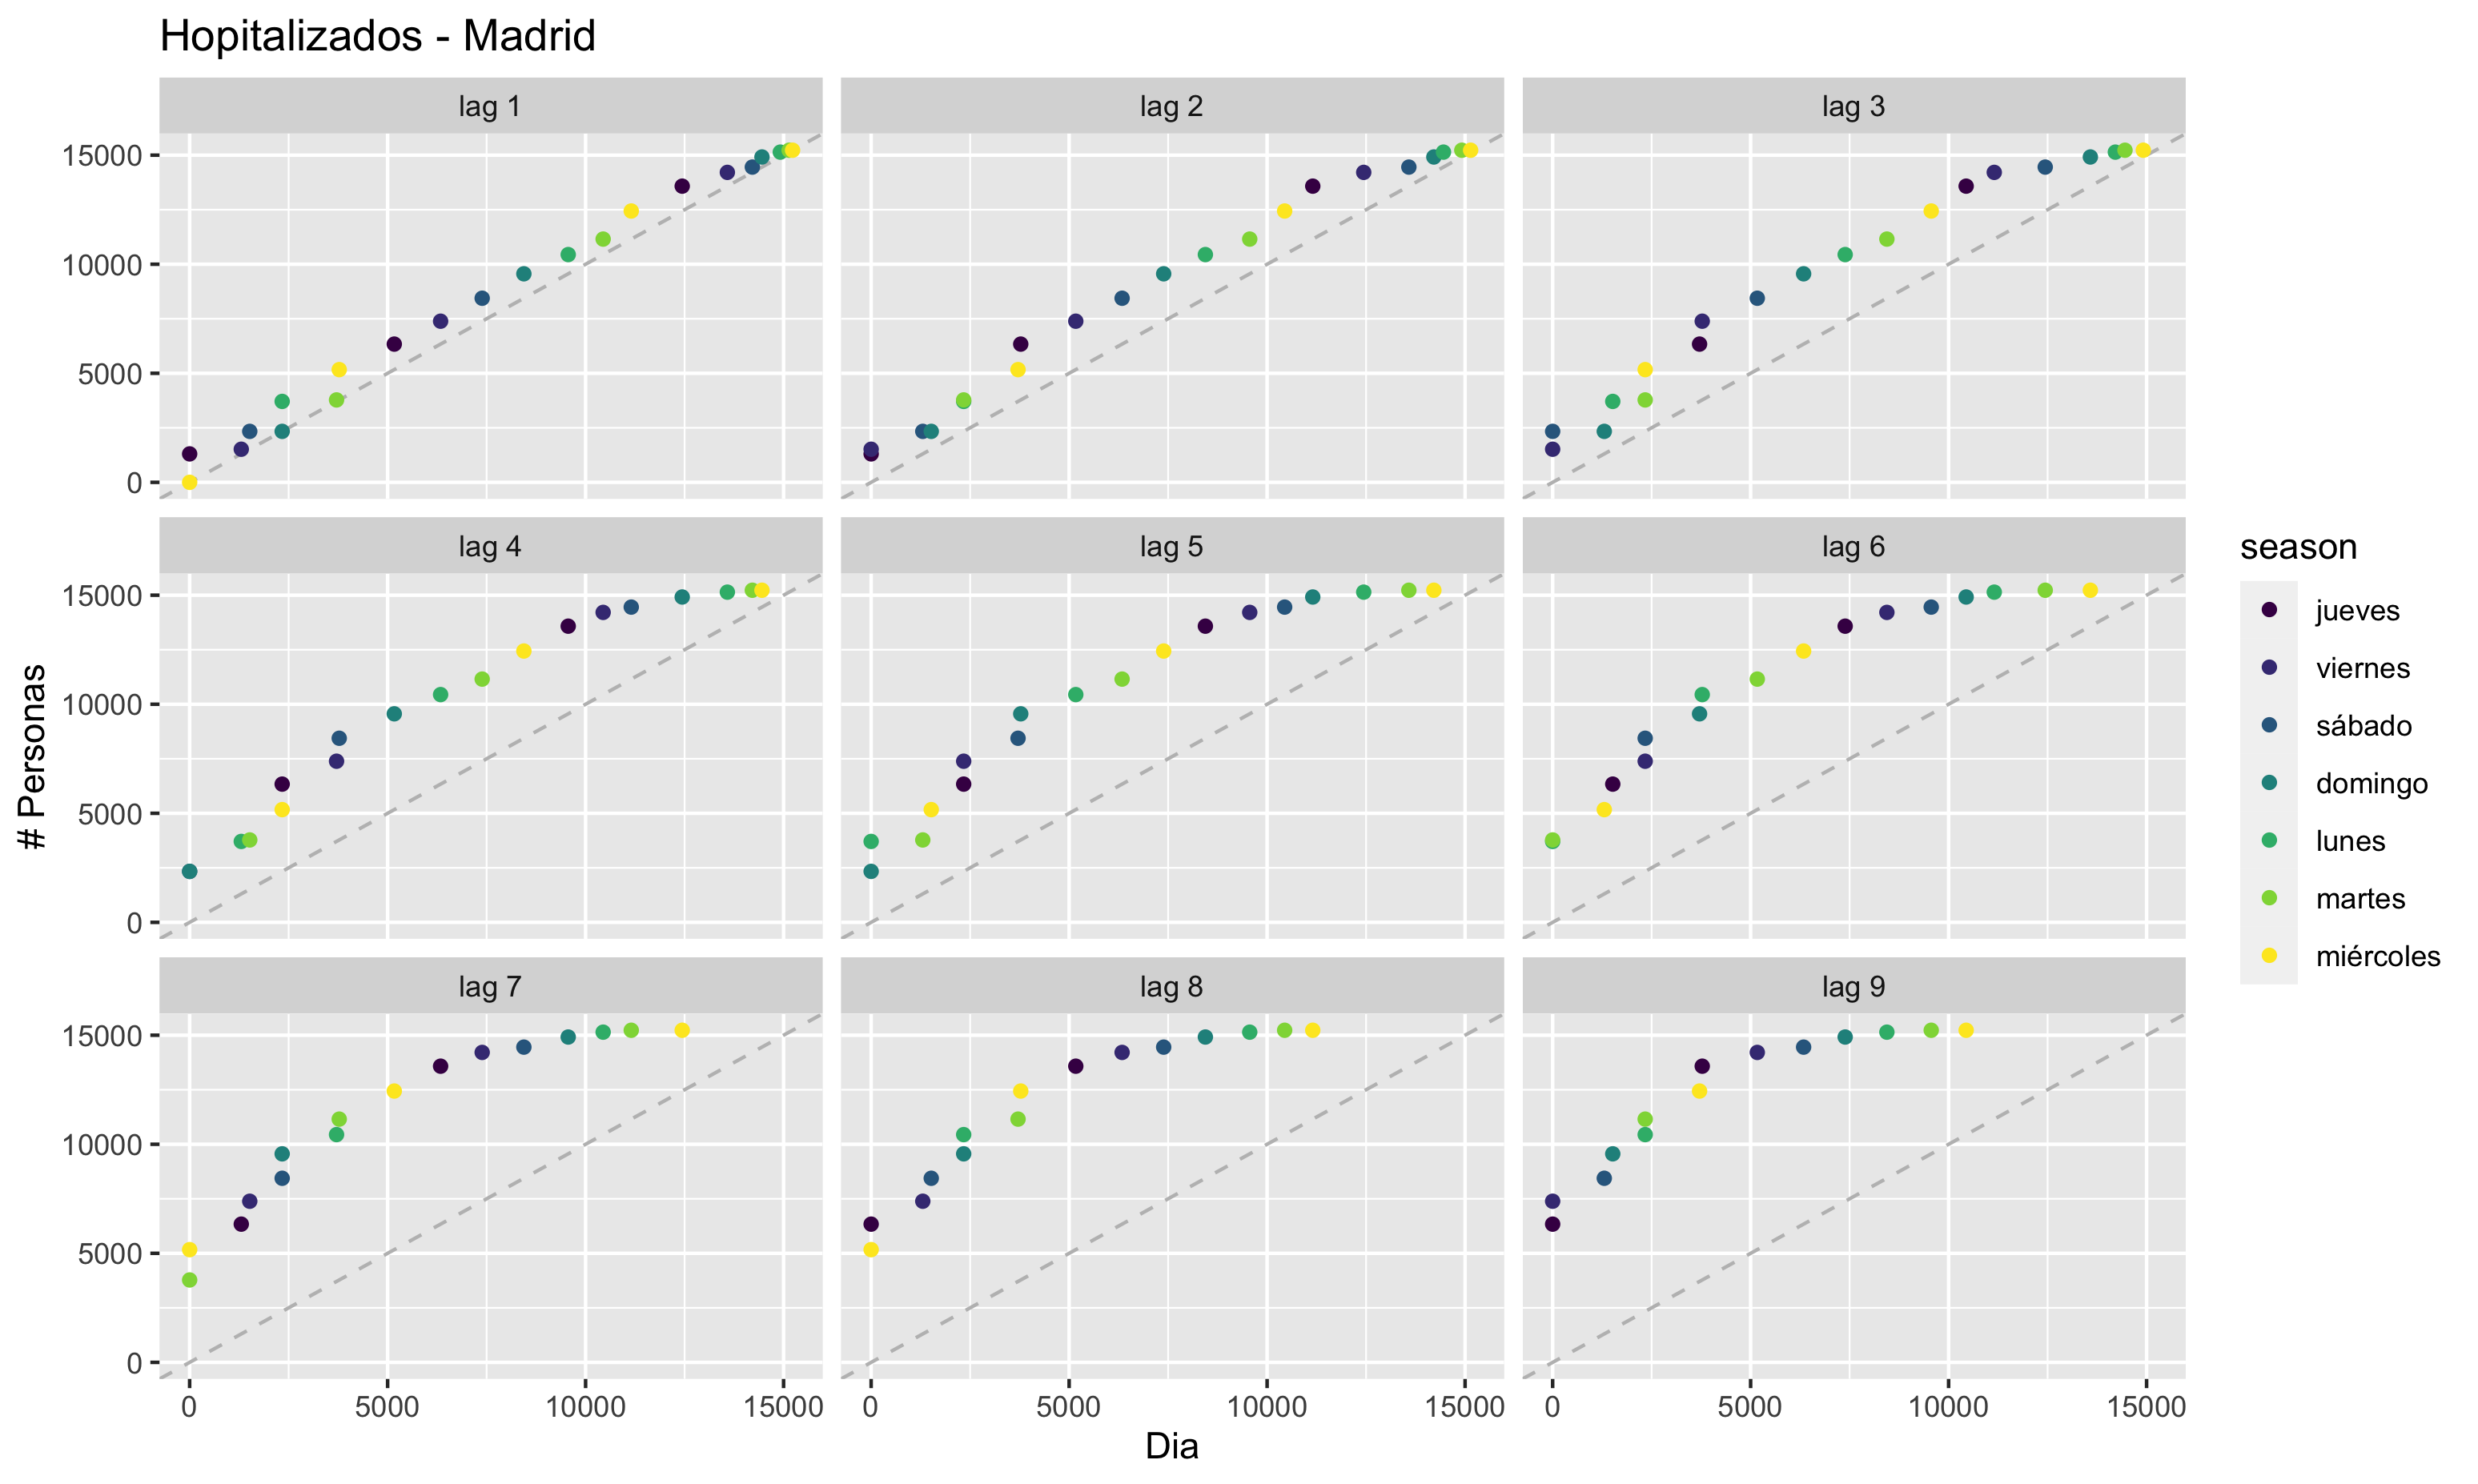 Hopitalizados - Madrid
lag 1
lag 2
lag 3
15000
10000
5000
0
lag 4
lag 5
lag 6
15000
10000
5000
0
lag 7
lag 8
lag 9
15000
10000
5000
0
0 5000 10000 15000
0 5000 10000 15000
0 5000 10000 15000
Dia
# Personas
season
jueves
viernes
sábado
domingo
lunes
martes
miércoles